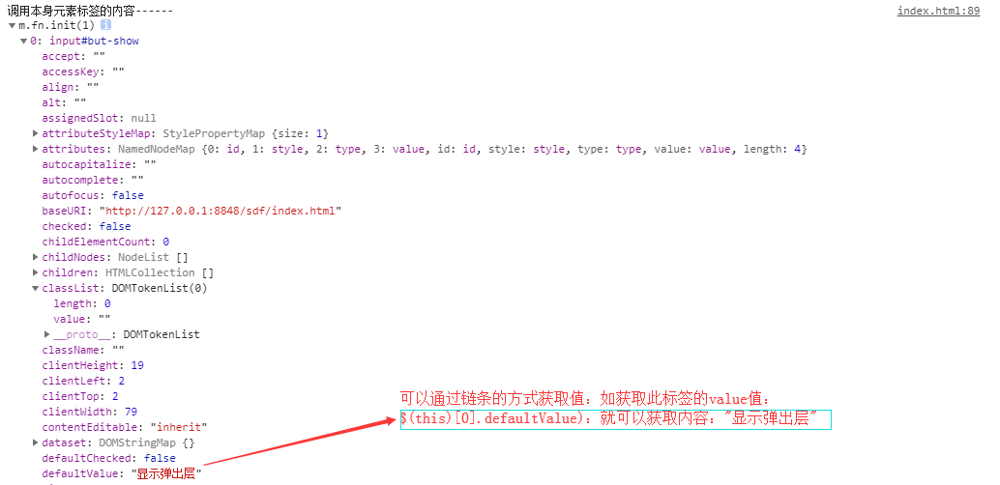 调用本身元素标签的内容------ index.html:89
▼m.fn.init(1) i
▼0: input#but-show
accept: ""
accessKey: ""
align: ""
alt: ""
assignedSlot: null
▶attributeStyleMap: StylePropertyMap {size: 1}
▶attributes: NamedNodeMap {0: id, 1: style, 2: type, 3: value, id: id, style: style, type: type, value: value, length: 4}
autocapitalize: ""
autocomplete: ""
autofocus: false
baseURI: "http://127.0.0.1:8848/sdf/index.html"
checked: false
childElementCount: 0
▶childNodes: NodeList []
▶children: HTMLCollection []
▼classList: DOMTokenList(0)
length: 0
value: ""
▶__proto__: DOMTokenList
className: ""
clientHeight: 19
clientLeft: 2
clientTop: 2
clientWidth: 79
contentEditable: "inherit"
▶dataset: DOMStringMap {}
defaultChecked: false
defaultValue: "显示弹出层"
可以通过链条的方式获取值：如获取此标签的value值：
$(this)[0].defaultValue)：就可以获取内容："显示弹出层"